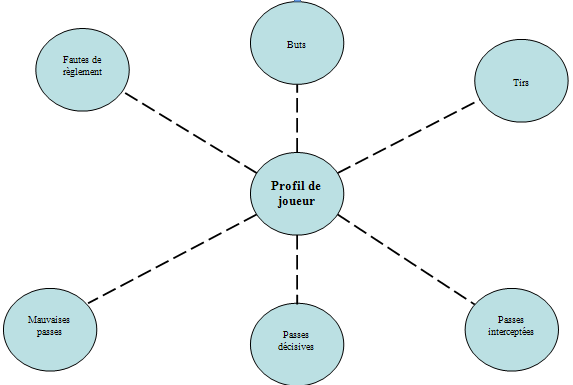 Buts
Fautes de
règlement
Tirs
Profil de
joueur
Mauvaises
passes
Passes
décisives
Passes
interceptées